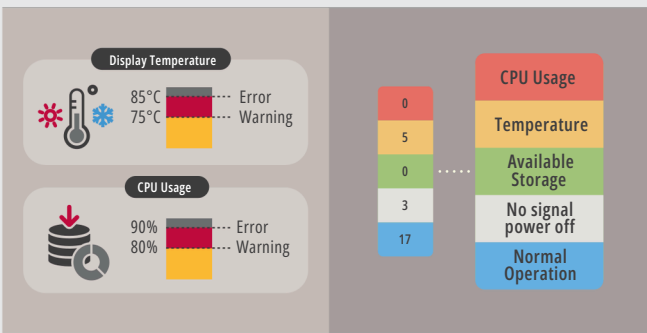 Display Temperature
85°C
Error
75°C
Warning
CPU Usage
90%
Error
80%
Warning
0
5
0
3
17
CPU Usage
Temperature
Available
Storage
No signal
power off
Normal
Operation